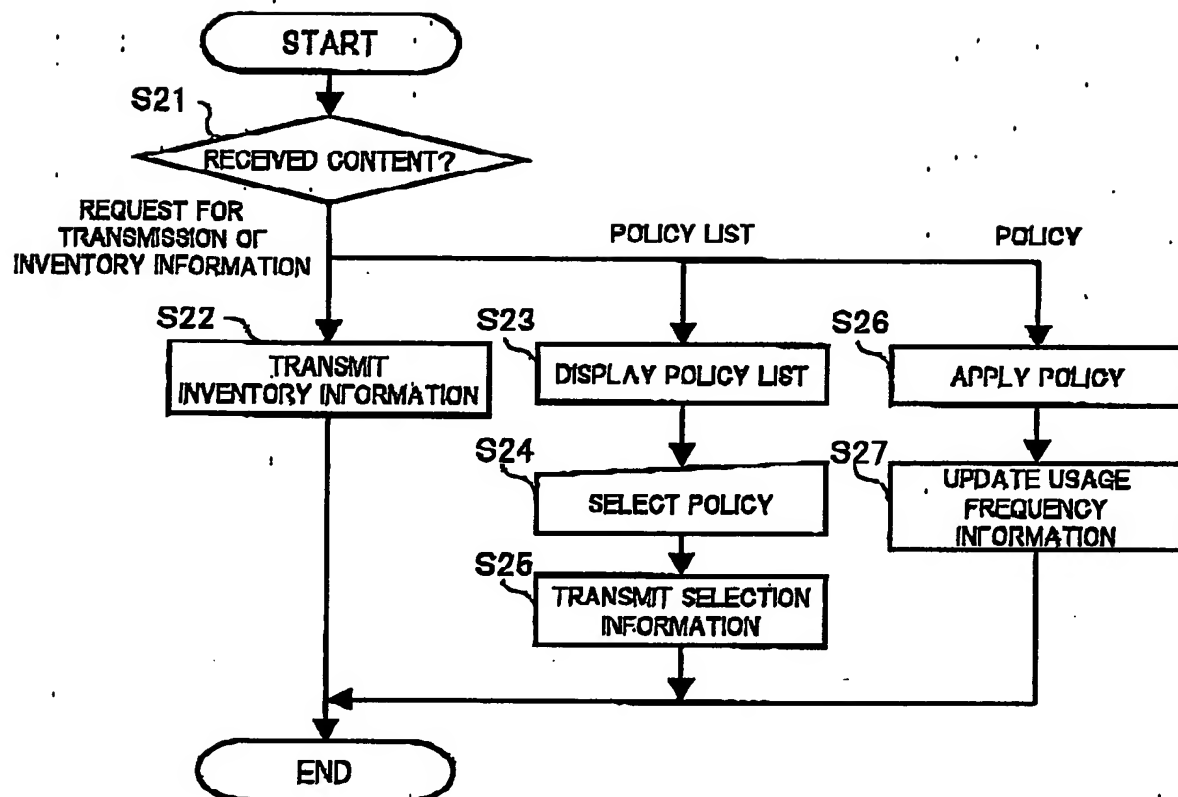 START
S21
RECEIVED CONTENT?
REQUEST FOR
TRANSMISSION OF
INVENTORY INFORMATION
POLICY LIST
POLICY
S22
TRANSMIT
INVENTORY INFORMATION
S23
DISPLAY POLICY LIST
S26
APPLY POLICY
S24
SELECT POLICY
S27
UPDATE USAGE
FREQUENCY
INFORMATION
S25
TRANSMIT SELECTION
INFORMATION
END